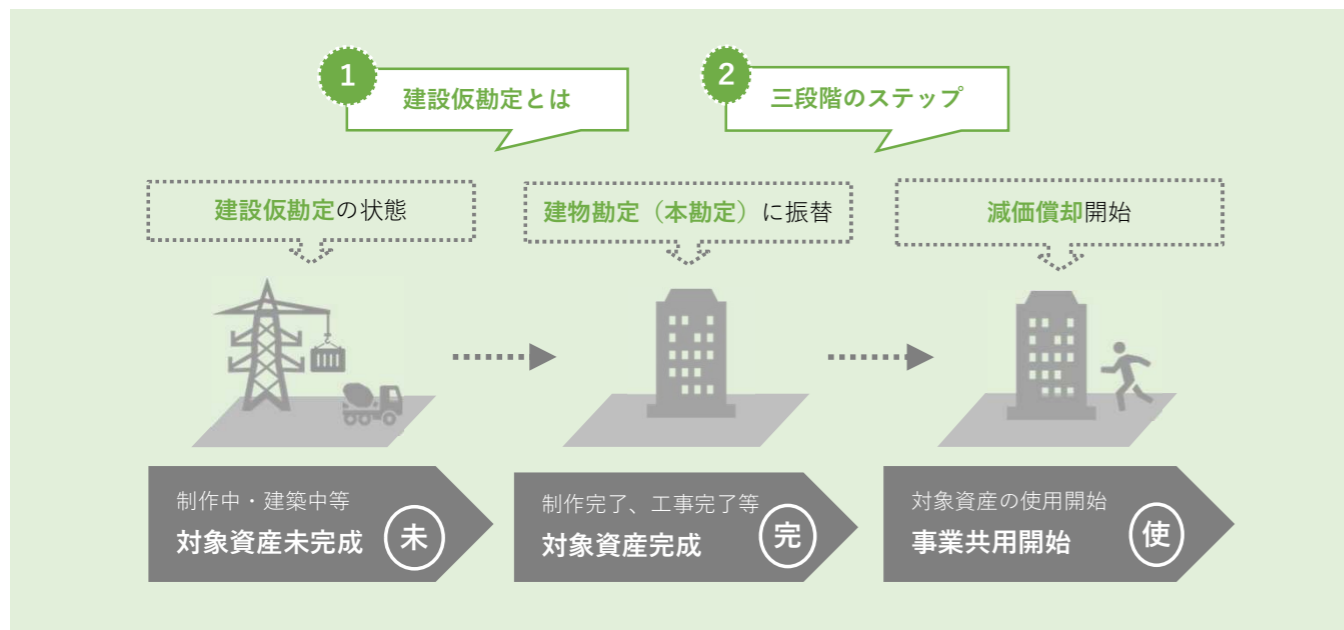 1
建設仮勘定とは
2
三段階のステップ
建設仮勘定の状態
建物勘定（本勘定）に振替
減価償却開始
制作中・建築中等
対象資産未完成
未
制作完了、工事完了等
対象資産完成
完
対象資産の使用開始
事業共用開始
使